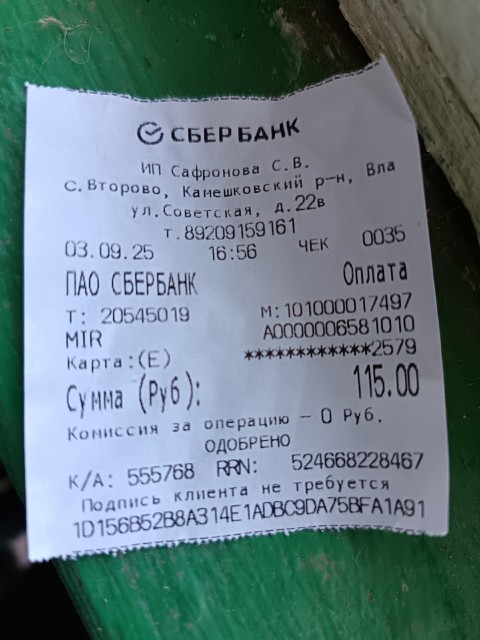 СБЕРБАНК
ИП Сафронова С.В.
С.Второво, Камешковский р-н, Вла
ул.Советская, д.22в
т.89209159161
03.09.25 16:56 ЧЕК 0035
ПАО СБЕРБАНК Оплата
Т: 20545019 М:101000017497
MIR A0000006581010
Карта:(E) ************2579
Сумма (Руб): 115.00
Комиссия за операцию - 0 Руб.
ОДОБРЕНО
К/А: 555768 RRN: 524668228467
Подпись клиента не требуется
1D156B52B8A314E1ADBC9DA75BFA1A91